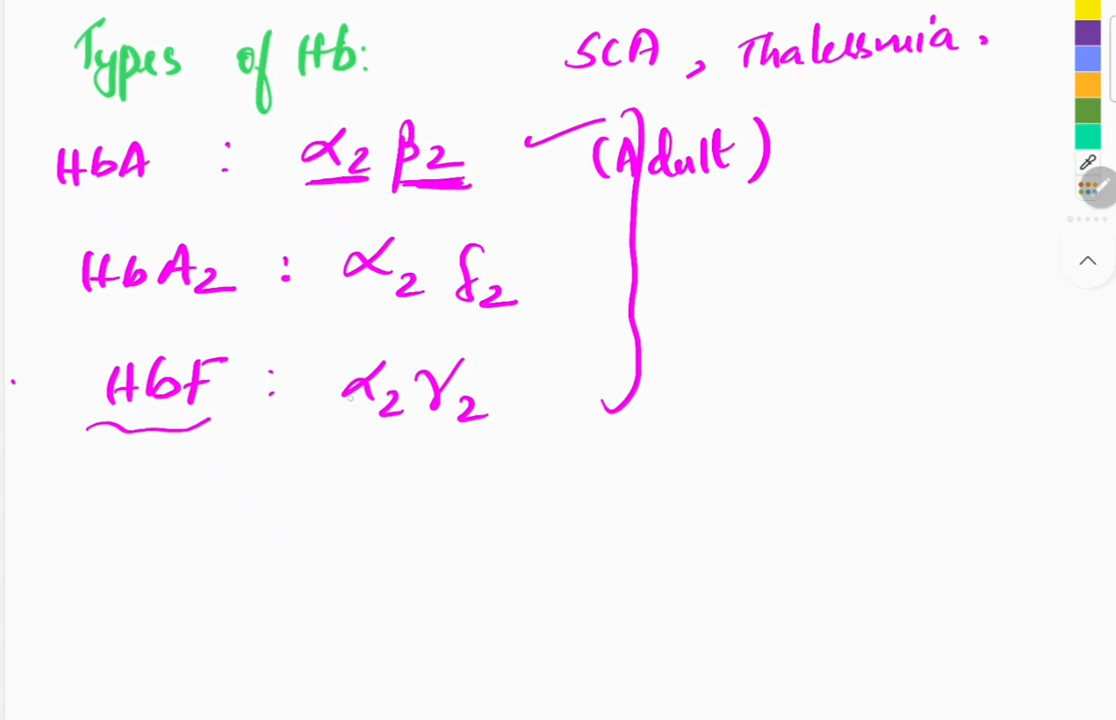 Types of Hb: SCA, Thalessmia.
HbA : α2 β2 (Adult)
HbA2 : α2 δ2
HbF : α2 γ2